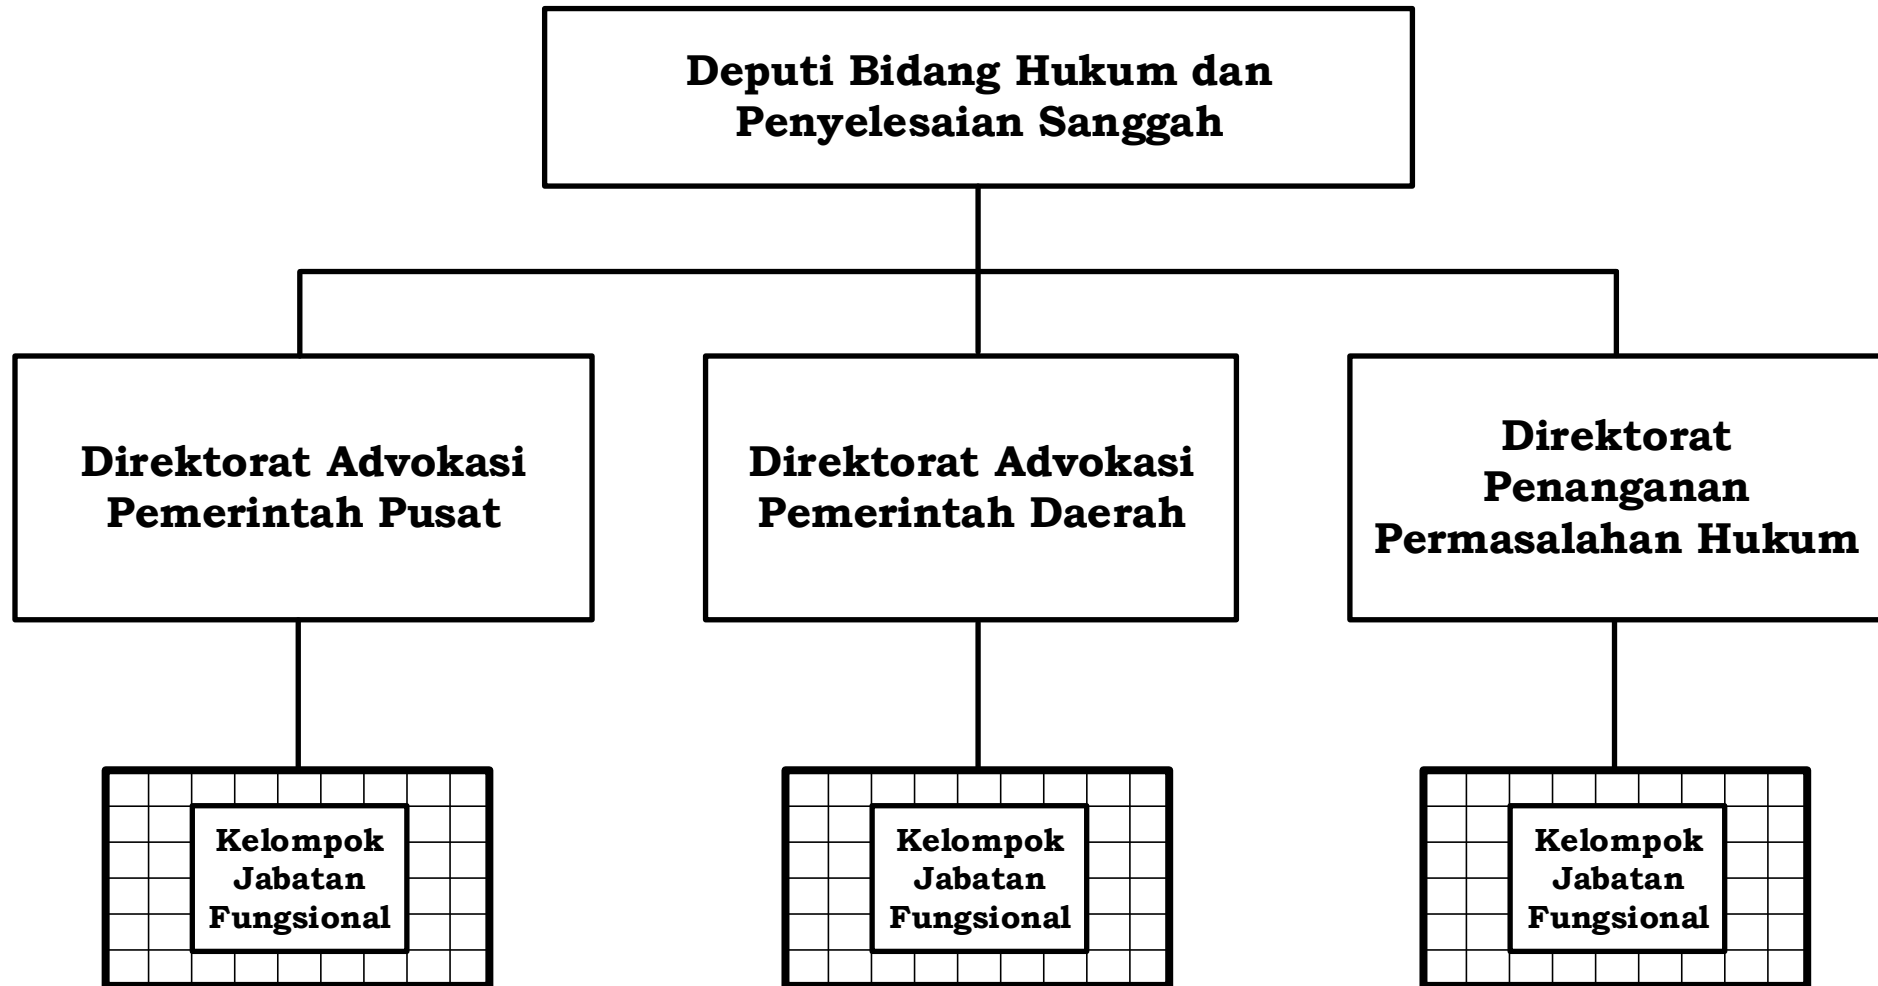 Deputi Bidang Hukum dan
Penyelesaian Sanggah
Direktorat Advokasi
Pemerintah Pusat
Direktorat Advokasi
Pemerintah Daerah
Direktorat
Penanganan
Permasalahan Hukum
Kelompok
Jabatan
Fungsional
Kelompok
Jabatan
Fungsional
Kelompok
Jabatan
Fungsional